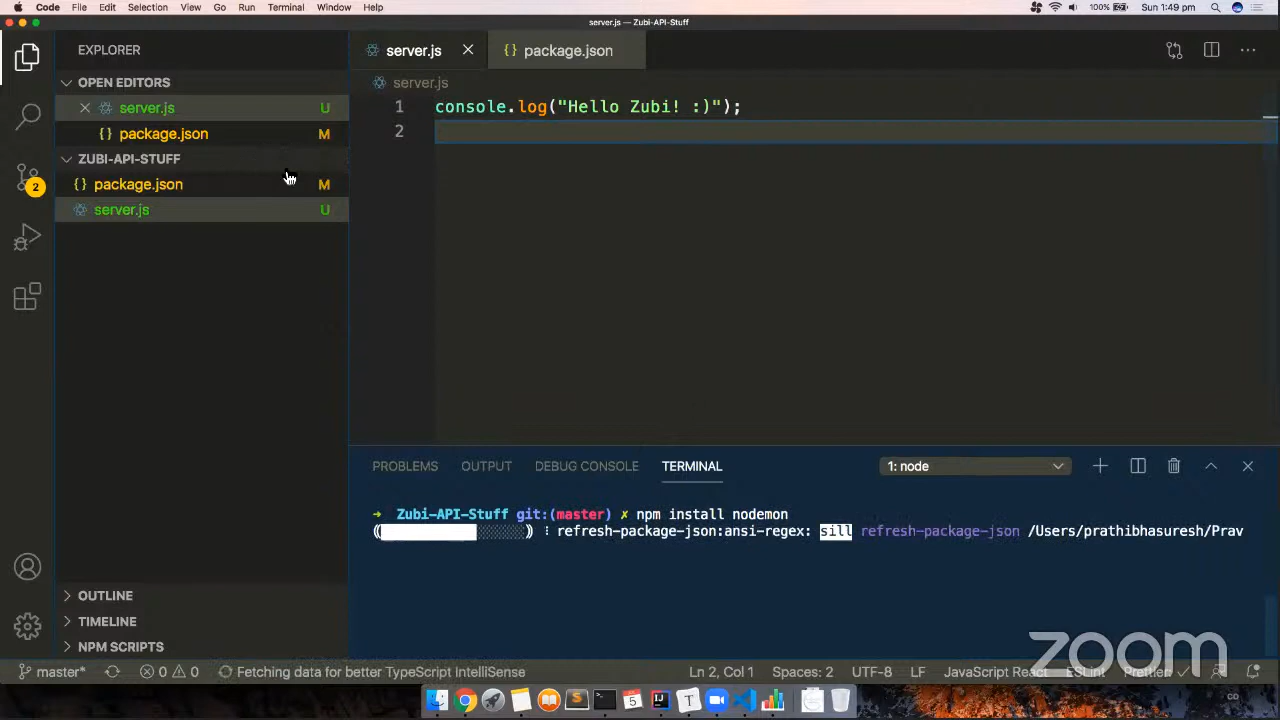 Code File Edit Selection View Go Run Terminal Window Help 100% Sun 1:49 pm
server.js — Zubi-API-Stuff
EXPLORER
server.js
{} package.json
OPEN EDITORS
server.js U
{} package.json M
ZUBI-API-STUFF
{} package.json M
server.js U
2
server.js
1 console.log("Hello Zubi! :)");
2
PROBLEMS OUTPUT DEBUG CONSOLE TERMINAL 1: node
➜ Zubi-API-Stuff git:(master) ✗ npm install nodemon
(████████░░░░░) ⠸ refresh-package-json:ansi-regex: sill refresh-package-json /Users/prathibhasuresh/Prav
OUTLINE
TIMELINE
NPM SCRIPTS
zoom
master* 0 0 Fetching data for better TypeScript IntelliSense Ln 2, Col 1 Spaces: 2 UTF-8 LF JavaScript React ESLint Prettier
5